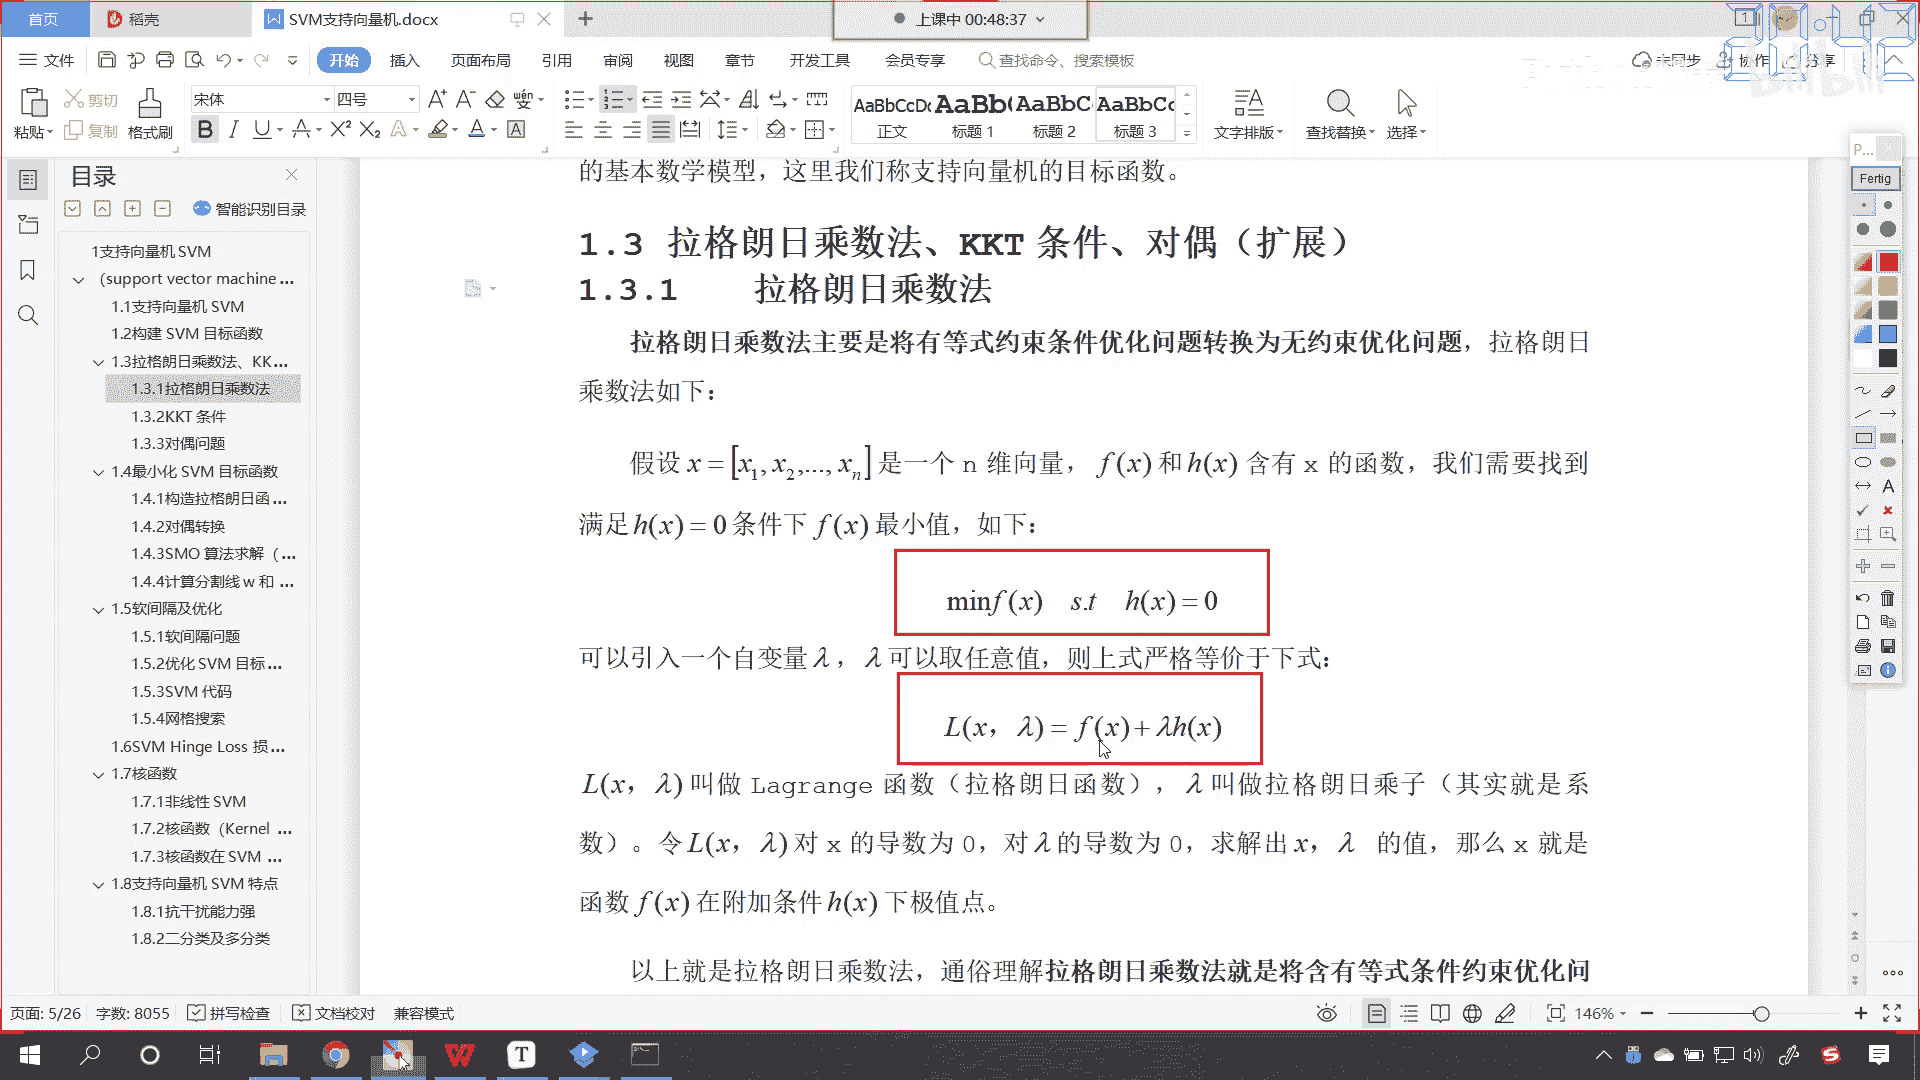 首页
稻壳
SVM支持向量机.docx
上课中 00:48:37
文件
开始
插入
页面布局
引用
审阅
视图
章节
开发工具
会员专享
查找命令、搜索模板
未同步
协作
分享
粘贴
剪切
复制
格式刷
宋体
四号
AaBbCcDc
正文
AaBb(
标题 1
AaBbC
标题 2
AaBbCc
标题 3
文字排版
查找替换
选择
P...
Fertig
目录
智能识别目录
1支持向量机 SVM
(support vector machine ...
1.1支持向量机 SVM
1.2构建 SVM 目标函数
1.3拉格朗日乘数法、KK...
1.3.1拉格朗日乘数法
1.3.2KKT 条件
1.3.3对偶问题
1.4最小化 SVM 目标函数
1.4.1构造拉格朗日函 ...
1.4.2对偶转换
1.4.3SMO 算法求解（ ...
1.4.4计算分割线 w 和 ...
1.5软间隔及优化
1.5.1软间隔问题
1.5.2优化 SVM 目标 ...
1.5.3SVM 代码
1.5.4网格搜索
1.6SVM Hinge Loss 损 ...
1.7核函数
1.7.1非线性 SVM
1.7.2核函数（Kernel ...
1.7.3核函数在 SVM ...
1.8支持向量机 SVM 特点
1.8.1抗干扰能力强
1.8.2二分类及多分类
的基本数学模型，这里我们称支持向量机的目标函数。
1.3 拉格朗日乘数法、KKT 条件、对偶（扩展）
1.3.1 拉格朗日乘数法
拉格朗日乘数法主要是将有等式约束条件优化问题转换为无约束优化问题，拉格朗日
乘数法如下：
假设 x = [x₁, x₂,..., xₙ] 是一个 n 维向量， f(x)和h(x) 含有 x 的函数，我们需要找到
满足h(x) = 0条件下 f(x)最小值，如下：
minf(x) s.t h(x) = 0
可以引入一个自变量λ，λ可以取任意值，则上式严格等价于下式：
L(x，λ) = f(x) + λh(x)
L(x，λ)叫做 Lagrange 函数（拉格朗日函数），λ叫做拉格朗日乘子（其实就是系
数）。令L(x，λ)对 x 的导数为 0，对λ的导数为 0，求解出x，λ 的值，那么 x 就是
函数 f(x)在附加条件h(x)下极值点。
以上就是拉格朗日乘数法，通俗理解拉格朗日乘数法就是将含有等式条件约束优化问
页面: 5/26
字数: 8055
拼写检查
文档校对
兼容模式
146%